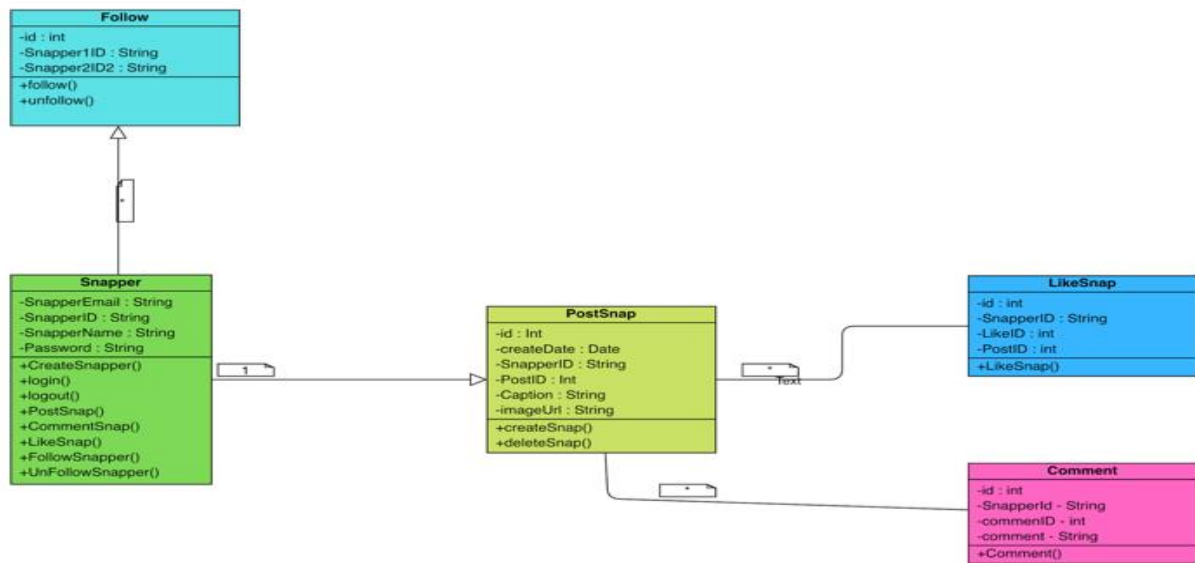 Follow
-id : int
-Snapper1ID : String
-Snapper2ID2 : String
+follow()
+unfollow()
*
Snapper
-SnapperEmail : String
-SnapperID : String
-SnapperName : String
-Password : String
+CreateSnapper()
+login()
+logout()
+PostSnap()
+CommentSnap()
+LikeSnap()
+FollowSnapper()
+UnFollowSnapper()
1
PostSnap
-id : Int
-createDate : Date
-SnapperID : String
-PostID : Int
-Caption : String
-imageUrl : String
+createSnap()
+deleteSnap()
*
Text
LikeSnap
-id : int
-SnapperID : String
-LikeID : int
-PostID : int
+LikeSnap()
*
Comment
-id : int
-SnapperId - String
-commenID - int
-comment - String
+Comment()